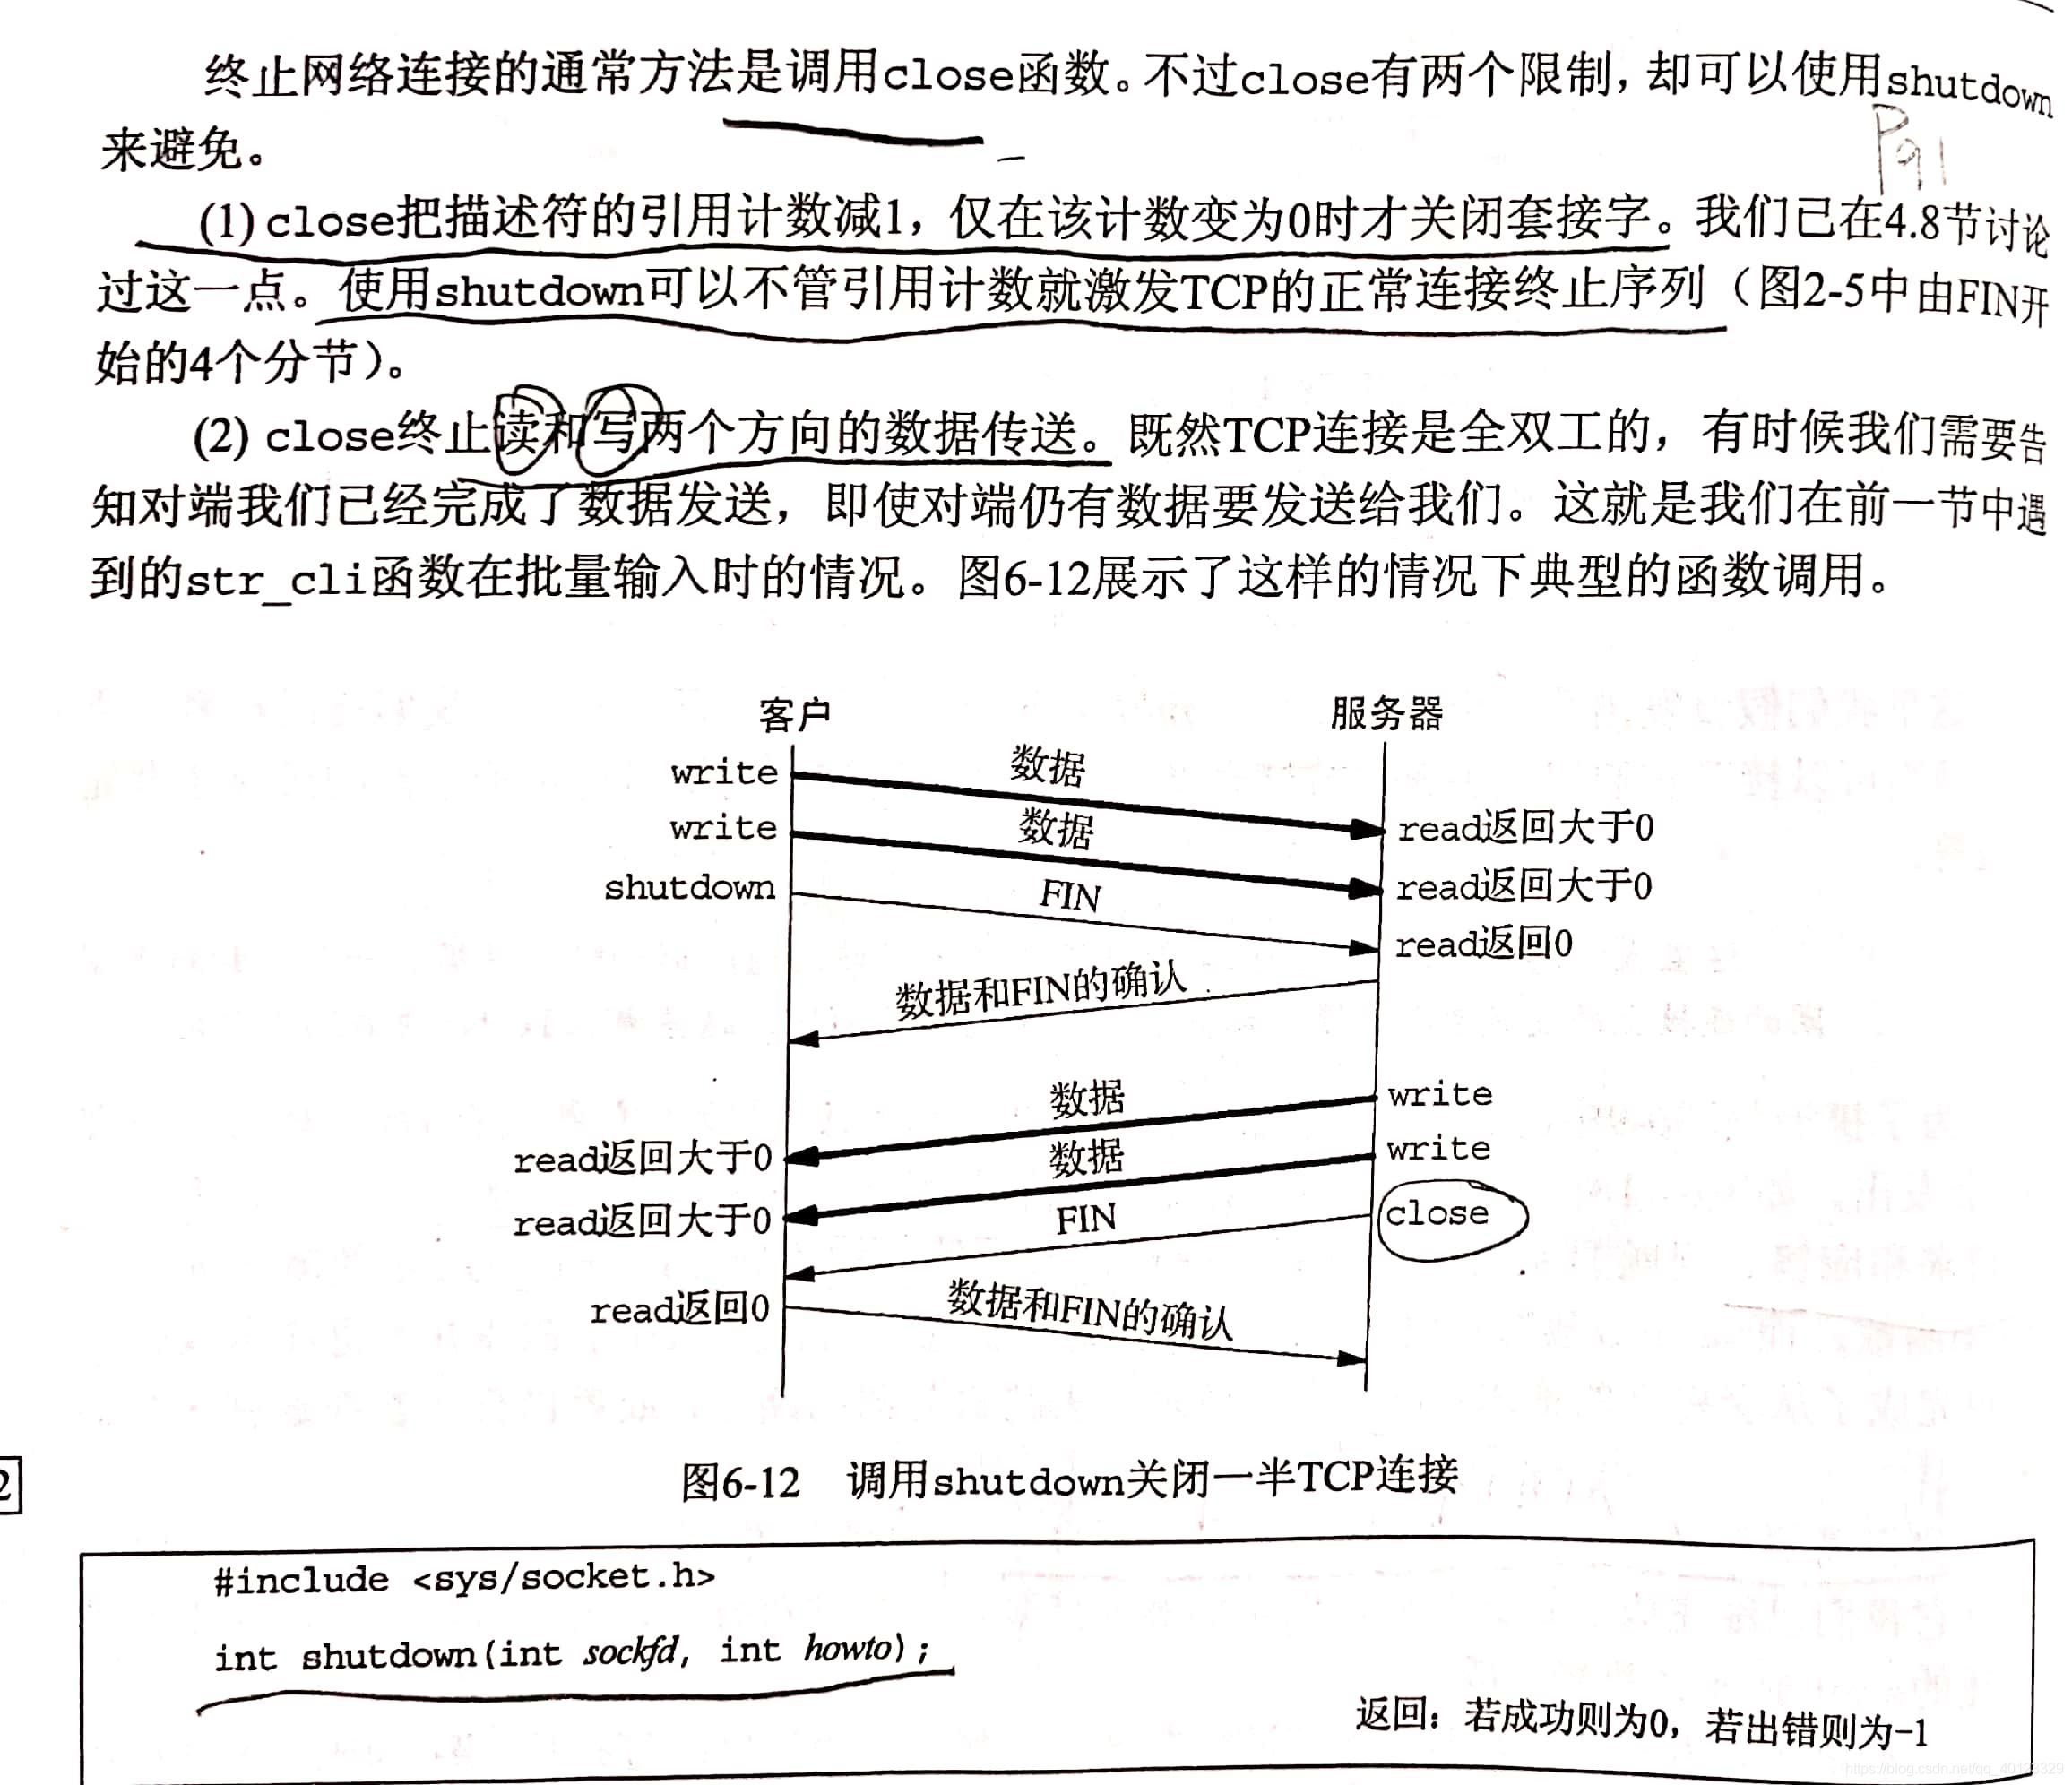 终止网络连接的通常方法是调用close函数。不过close有两个限制，却可以使用shutdown
来避免。
P91
(1) close把描述符的引用计数减1，仅在该计数变为0时才关闭套接字。我们已在4.8节讨论
过这一点。使用shutdown可以不管引用计数就激发TCP的正常连接终止序列（图2-5中由FIN开
始的4个分节）。
(2) close终止读和写两个方向的数据传送。既然TCP连接是全双工的，有时候我们需要告
知对端我们已经完成了数据发送，即使对端仍有数据要发送给我们。这就是我们在前一节中遇
到的str_cli函数在批量输入时的情况。图6-12展示了这样的情况下典型的函数调用。
客户 服务器
write 数据
read返回大于0
write 数据
read返回大于0
shutdown FIN
read返回0
数据和FIN的确认
数据 write
read返回大于0
数据 write
read返回大于0
FIN close
read返回0
数据和FIN的确认
图6-12 调用shutdown关闭一半TCP连接
2
#include <sys/socket.h>
int shutdown(int sockfd, int howto);
返回：若成功则为0，若出错则为-1